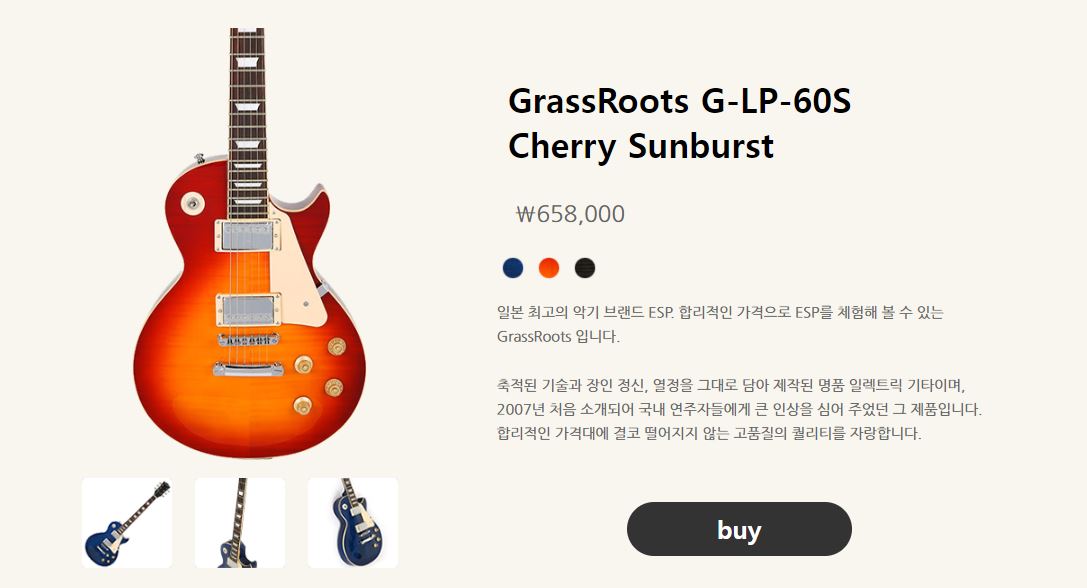 GrassRoots G-LP-60S
Cherry Sunburst
₩658,000
일본 최고의 악기 브랜드 ESP. 합리적인 가격으로 ESP를 체험해 볼 수 있는
GrassRoots 입니다.
축적된 기술과 장인 정신, 열정을 그대로 담아 제작된 명품 일렉트릭 기타이며,
2007년 처음 소개되어 국내 연주자들에게 큰 인상을 심어 주었던 그 제품입니다.
합리적인 가격대에 결코 떨어지지 않는 고품질의 퀄리티를 자랑합니다.
buy